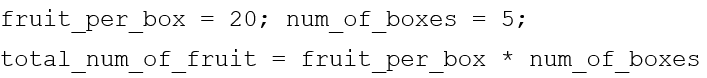 fruit_per_box = 20; num_of_boxes = 5;
total_num_of_fruit = fruit_per_box * num_of_boxes